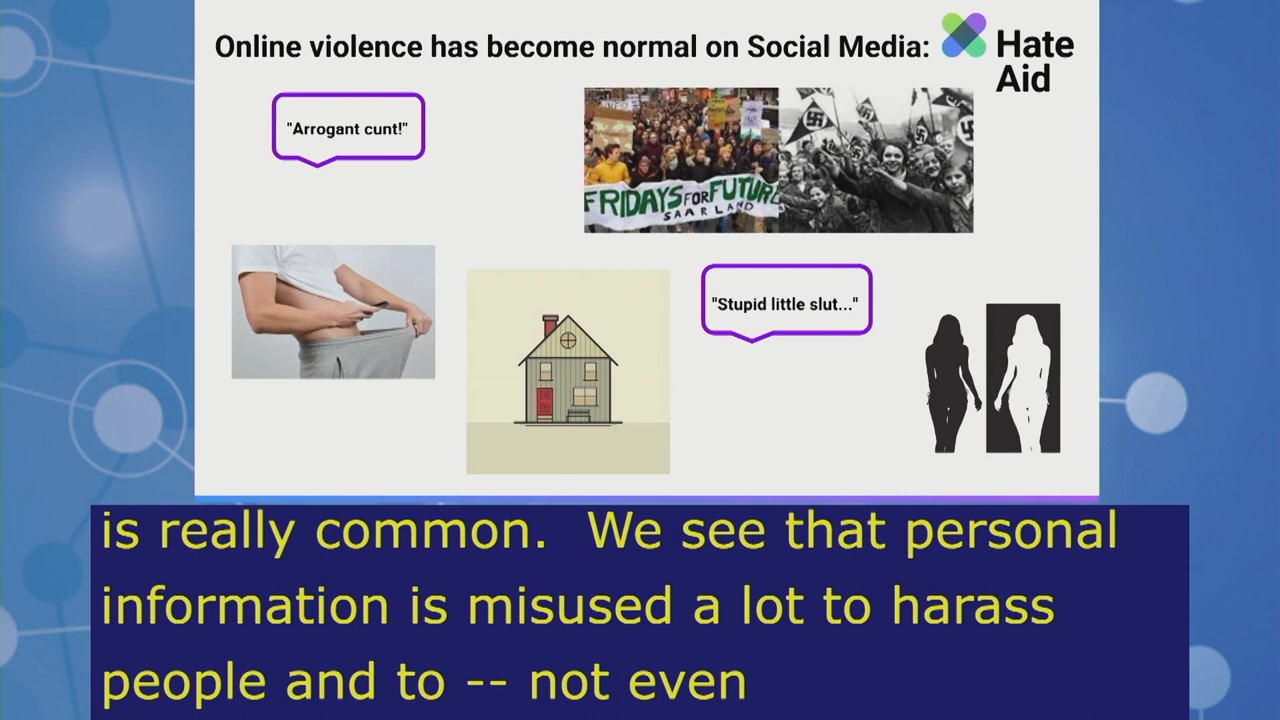 Online violence has become normal on Social Media:
Hate
Aid
"Arrogant cunt!"
FRIDAYS FOR FUTURE
SAARLAND
"Stupid little slut..."
is really common.  We see that personal
information is misused a lot to harass
people and to -- not even